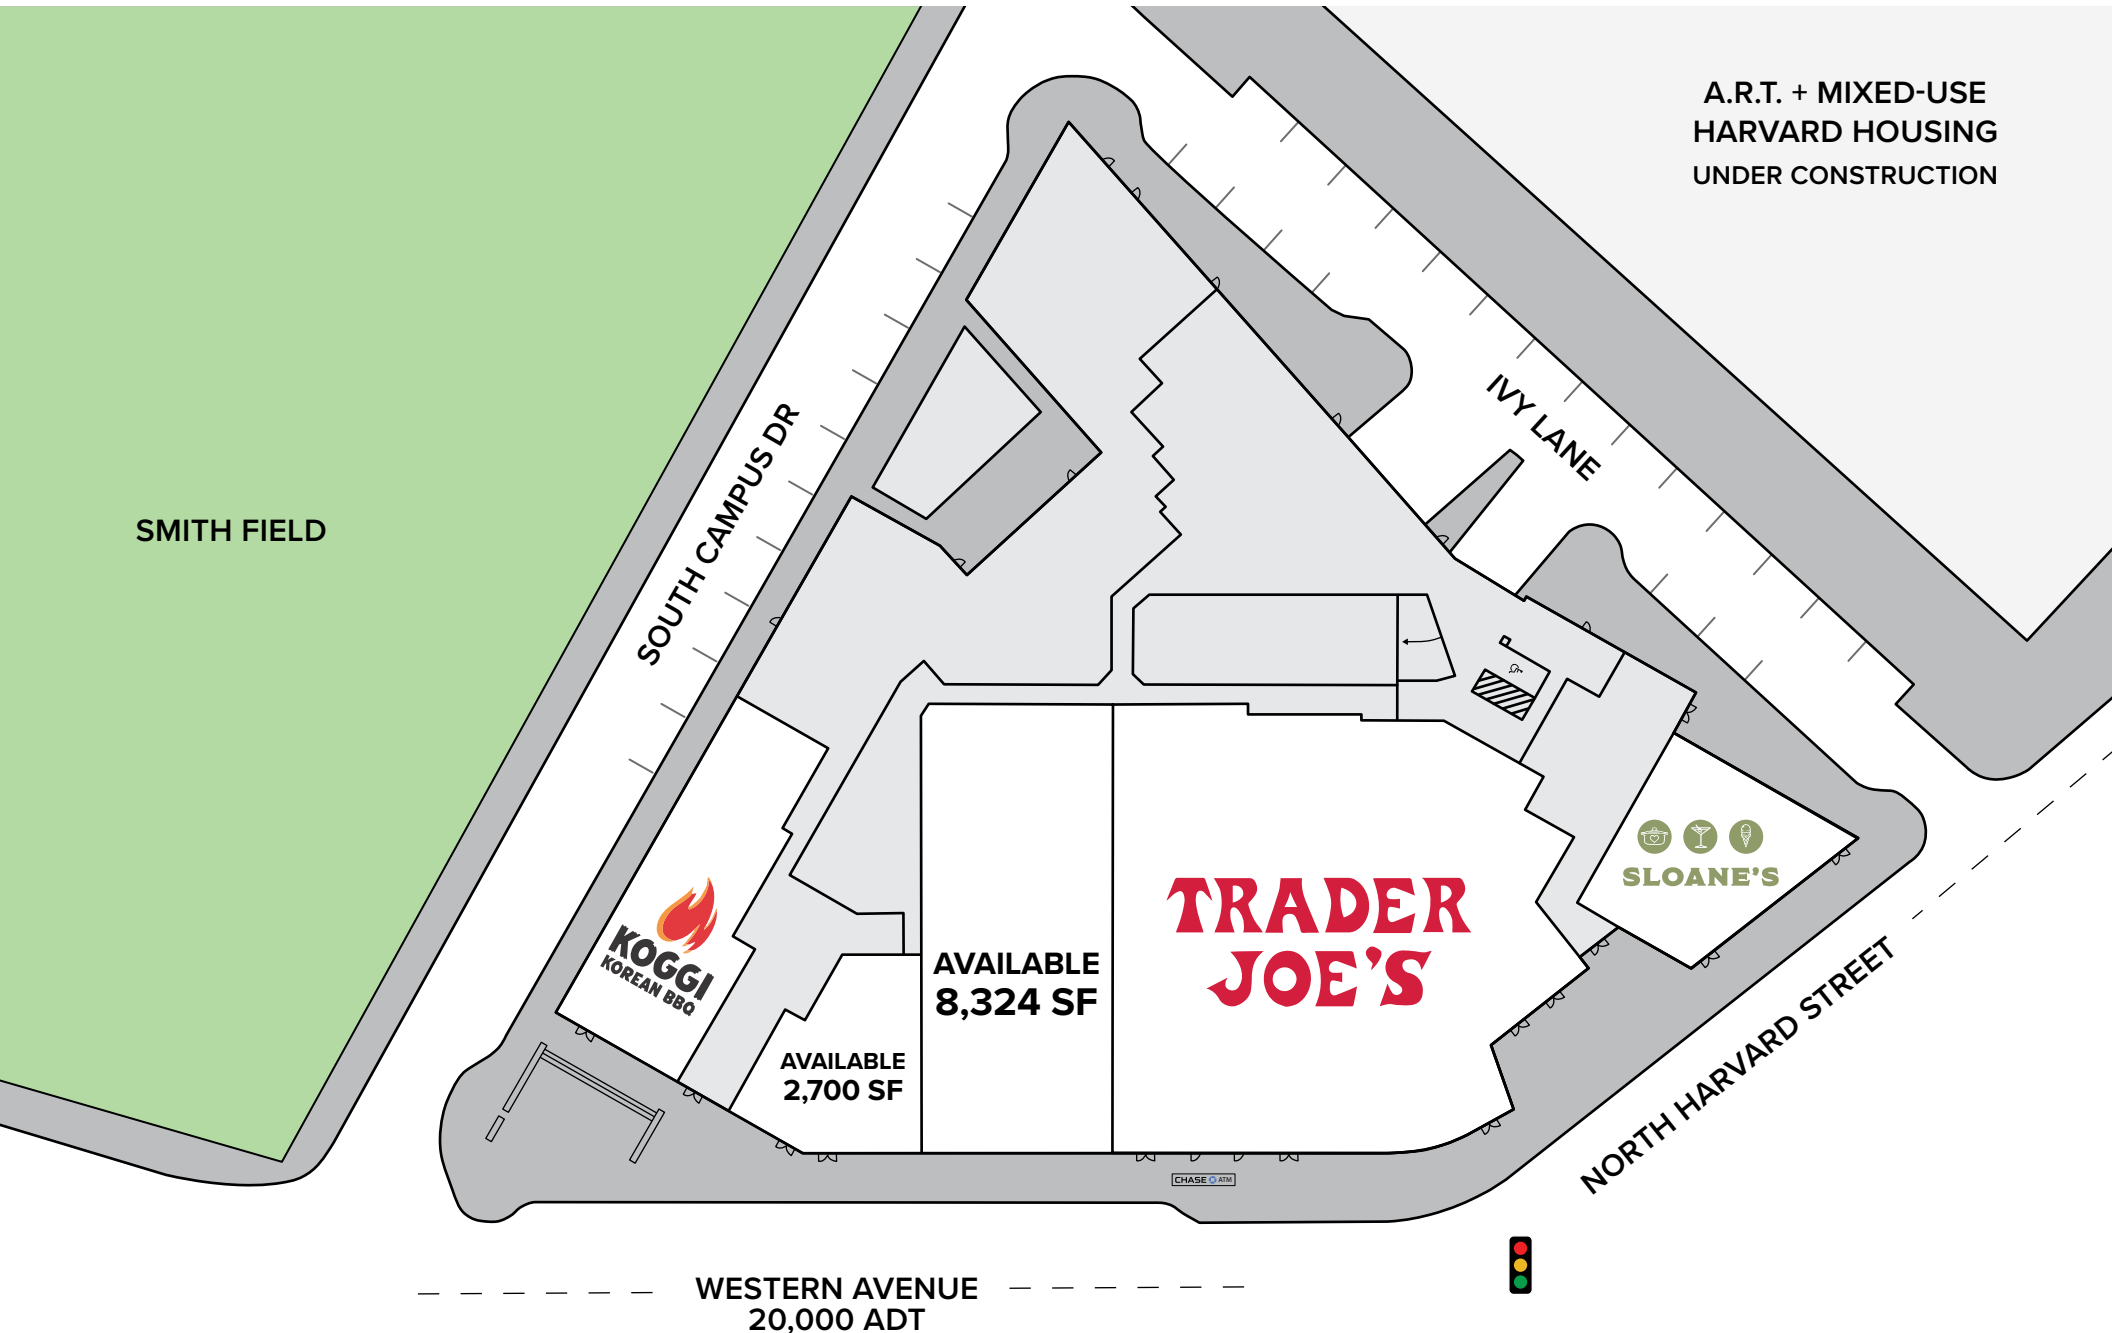 A.R.T. + MIXED-USE
HARVARD HOUSING
UNDER CONSTRUCTION
SMITH FIELD
SOUTH CAMPUS DR
IVY LANE
KOGGI
KOREAN BBQ
AVAILABLE
2,700 SF
AVAILABLE
8,324 SF
TRADER
JOE'S
SLOANE'S
CHASE ATM
NORTH HARVARD STREET
WESTERN AVENUE
20,000 ADT